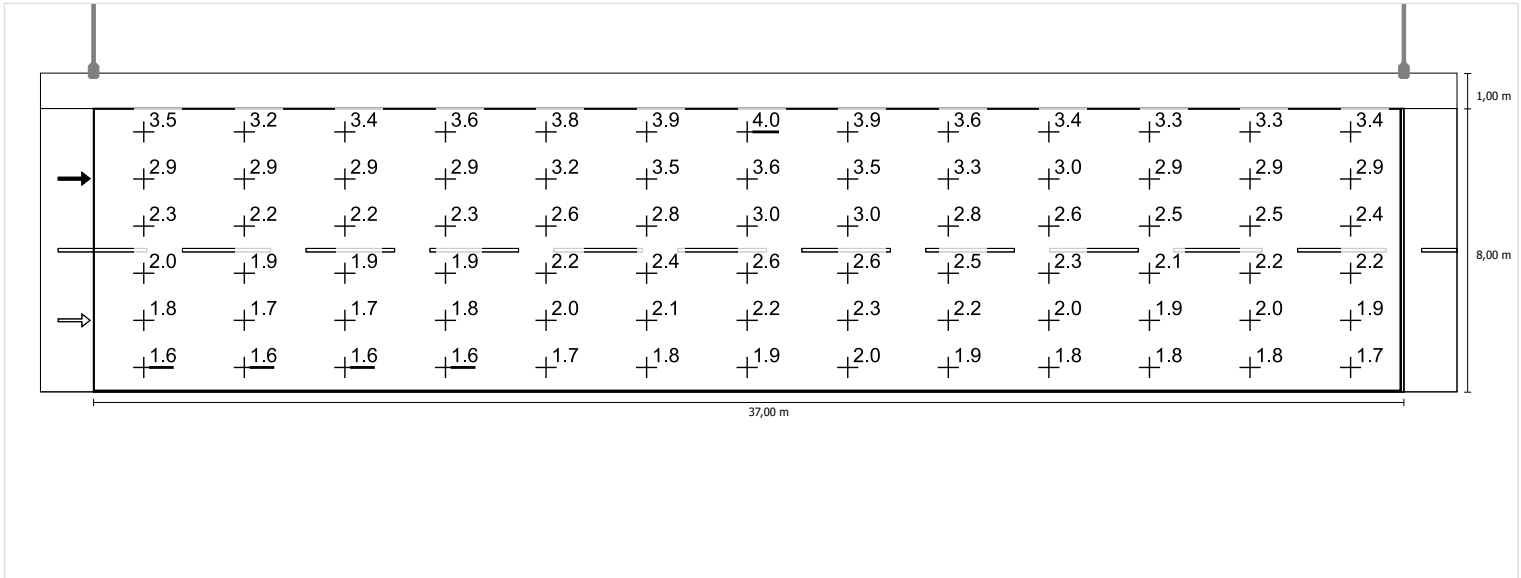 1,00 m
3.5 3.2 3.4 3.6 3.8 3.9 4.0 3.9 3.6 3.4 3.3 3.3 3.4
2.9 2.9 2.9 2.9 3.2 3.5 3.6 3.5 3.3 3.0 2.9 2.9 2.9
2.3 2.2 2.2 2.3 2.6 2.8 3.0 3.0 2.8 2.6 2.5 2.5 2.4
8,00 m
2.0 1.9 1.9 1.9 2.2 2.4 2.6 2.6 2.5 2.3 2.1 2.2 2.2
1.8 1.7 1.7 1.8 2.0 2.1 2.2 2.3 2.2 2.0 1.9 2.0 1.9
1.6 1.6 1.6 1.6 1.7 1.8 1.9 2.0 1.9 1.8 1.8 1.8 1.7
37,00 m